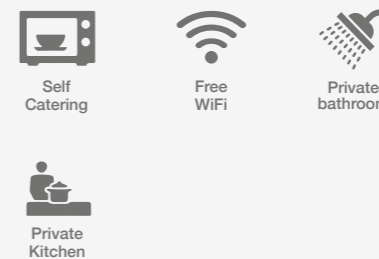 Self
Catering
Free
WiFi
Private
bathroom
Private
Kitchen